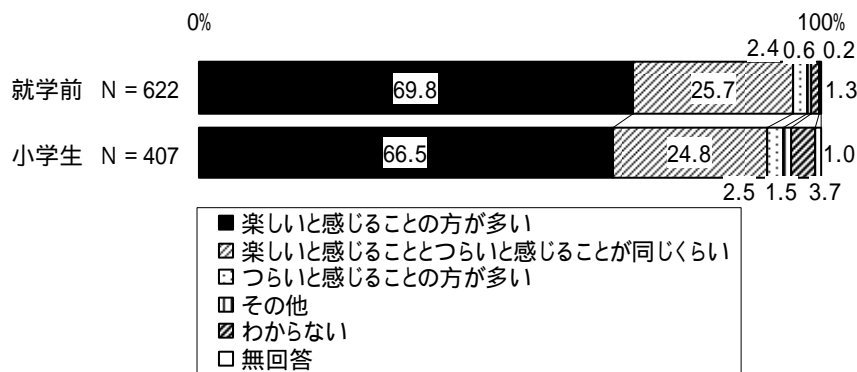 0%
100%
2.4 0.6 0.2
就学前 N = 622
69.8
25.7
1.3
小学生 N = 407
66.5
24.8
1.0
2.5 1.5 3.7
楽しいと感じることの方が多い
楽しいと感じることとつらいと感じることが同じくらい
つらいと感じることの方が多い
その他
わからない
無回答